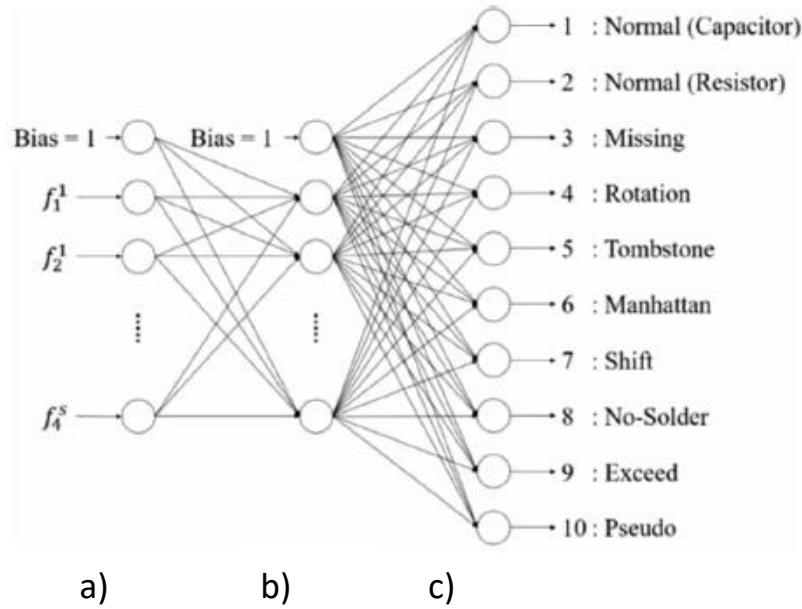 1 : Normal (Capacitor)
2 : Normal (Resistor)
Bias = 1 Bias = 1 3 : Missing
f₁¹ 4 : Rotation
f₂¹ 5 : Tombstone
6 : Manhattan
7 : Shift
f₄ˢ 8 : No-Solder
9 : Exceed
10 : Pseudo
a) b) c)